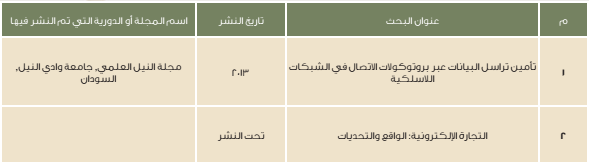 م عنوان البحث تاريخ النشر اسم المجلة أو الدورية التي تم النشر فيها
١ تأمين تراسل البيانات عبر بروتوكولات الاتصال في الشبكات اللاسلكية ٢٠١٣ مجلة النيل العلمي, جامعة وادي النيل, السودان
٢ التجارة الإلكترونية: الواقع والتحديات تحت النشر